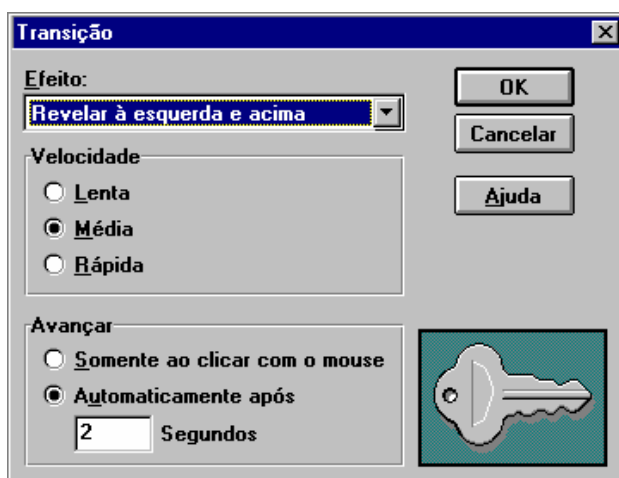 Transição
Efeito:
Revelar à esquerda e acima
OK
Cancelar
Ajuda
Velocidade
Lenta
Média
Rápida
Avançar
Somente ao clicar com o mouse
Automaticamente após
2 Segundos